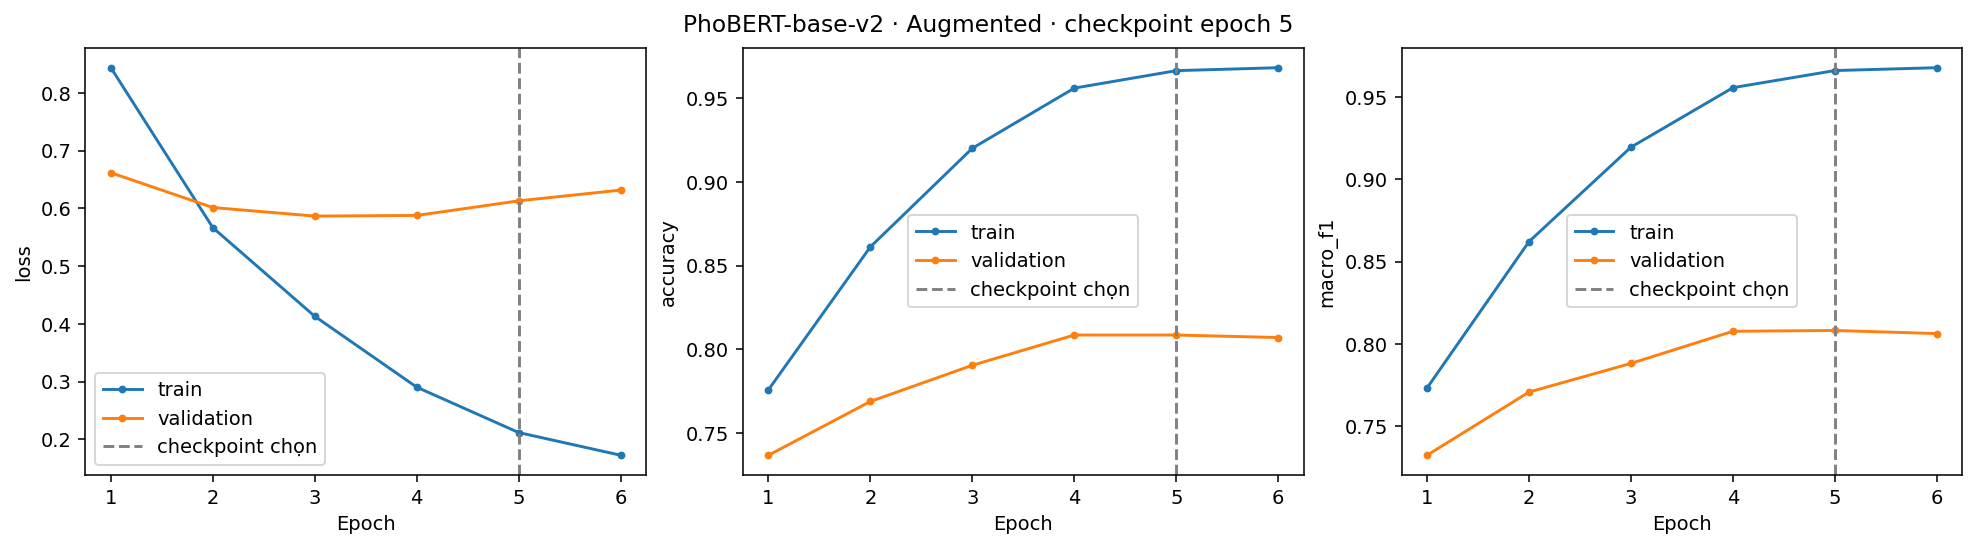 PhoBERT-base-v2 · Augmented · checkpoint epoch 5
loss
0.8
0.7
0.6
0.5
0.4
0.3
0.2
train
validation
checkpoint chọn
1 2 3 4 5 6
Epoch
accuracy
0.95
0.90
0.85
0.80
0.75
train
validation
checkpoint chọn
1 2 3 4 5 6
Epoch
macro_f1
0.95
0.90
0.85
0.80
0.75
train
validation
checkpoint chọn
1 2 3 4 5 6
Epoch